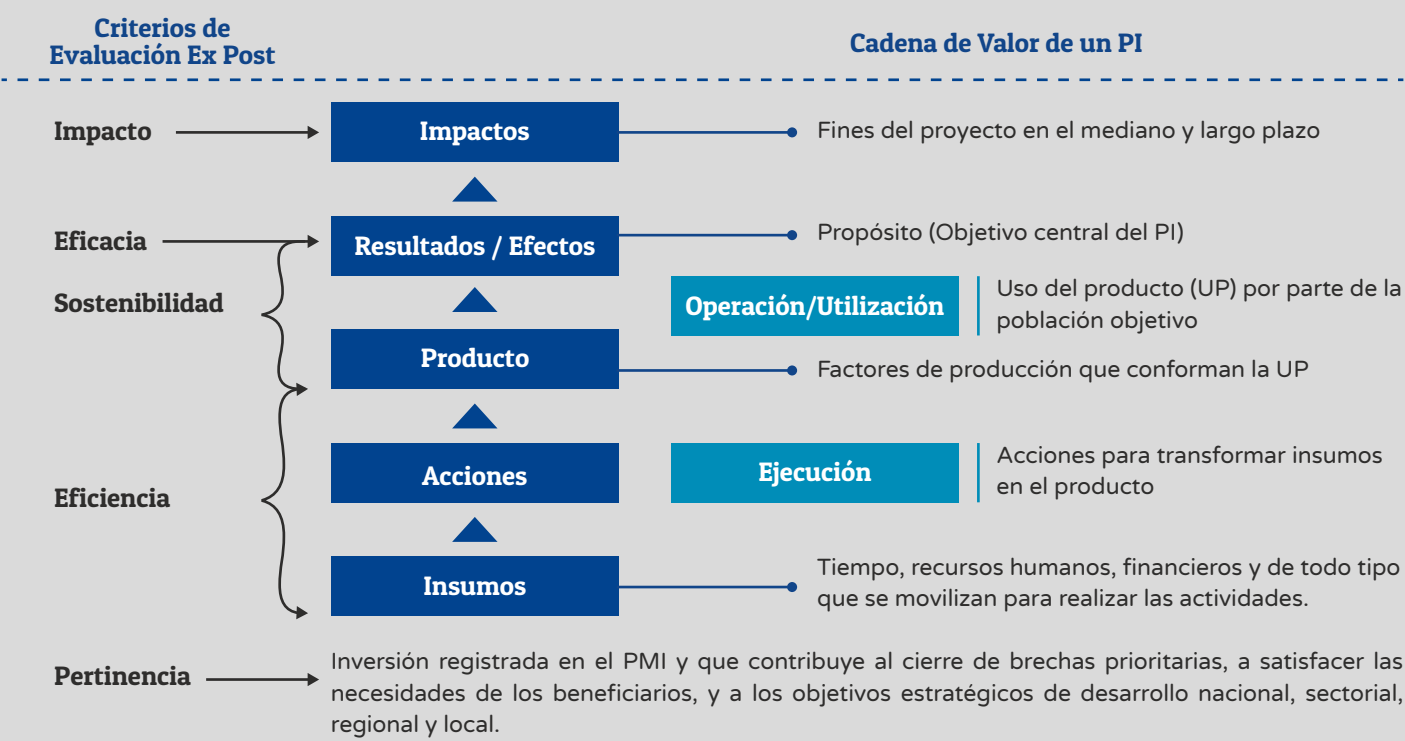 Criterios de
Evaluación Ex Post
Cadena de Valor de un PI
Impacto
Impactos
Fines del proyecto en el mediano y largo plazo
Eficacia
Resultados / Efectos
Propósito (Objetivo central del PI)
Sostenibilidad
Operación/Utilización
Uso del producto (UP) por parte de la
población objetivo
Producto
Factores de producción que conforman la UP
Eficiencia
Acciones
Ejecución
Acciones para transformar insumos
en el producto
Insumos
Tiempo, recursos humanos, financieros y de todo tipo
que se movilizan para realizar las actividades.
Pertinencia
Inversión registrada en el PMI y que contribuye al cierre de brechas prioritarias, a satisfacer las
necesidades de los beneficiarios, y a los objetivos estratégicos de desarrollo nacional, sectorial,
regional y local.